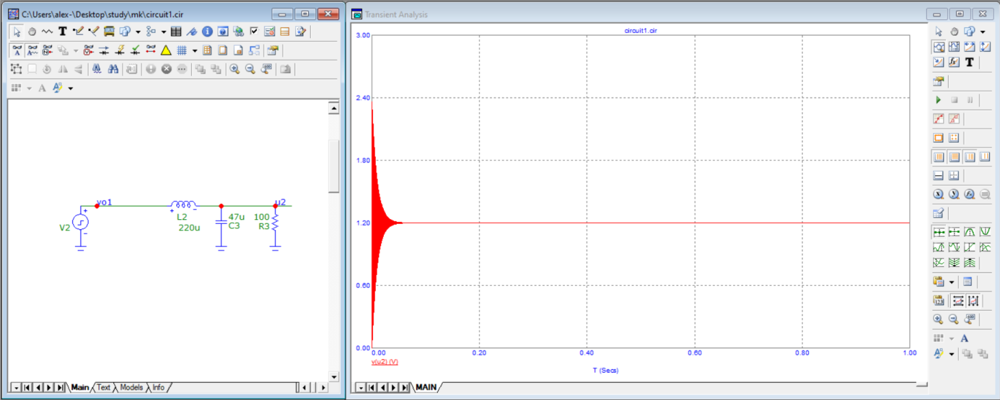 C:\Users\alex-\Desktop\study\mk\circuit1.cir
vo1
u2
V2
L2
220u
47u
C3
100
R3
Main Text Models Info
Transient Analysis
circuit1.cir
3.00
2.40
1.80
1.20
0.60
0.00
0.00 0.20 0.40 0.60 0.80 1.00
v(u2) (V)
T (Secs)
MAIN